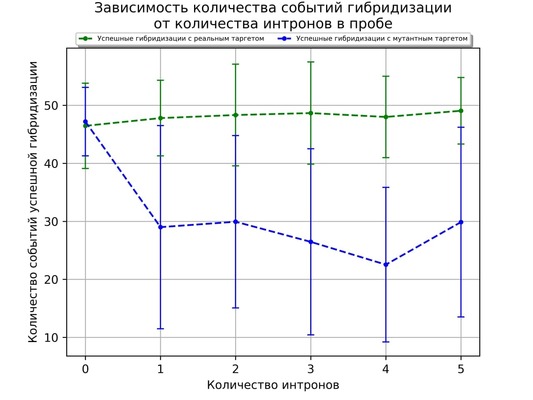 Зависимость количества событий гибридизации
от количества интронов в пробе
Успешные гибридизации с реальным таргетом
Успешные гибридизации с мутантным таргетом
Количество событий успешной гибридизации
50
40
30
20
10
0 1 2 3 4 5
Количество интронов